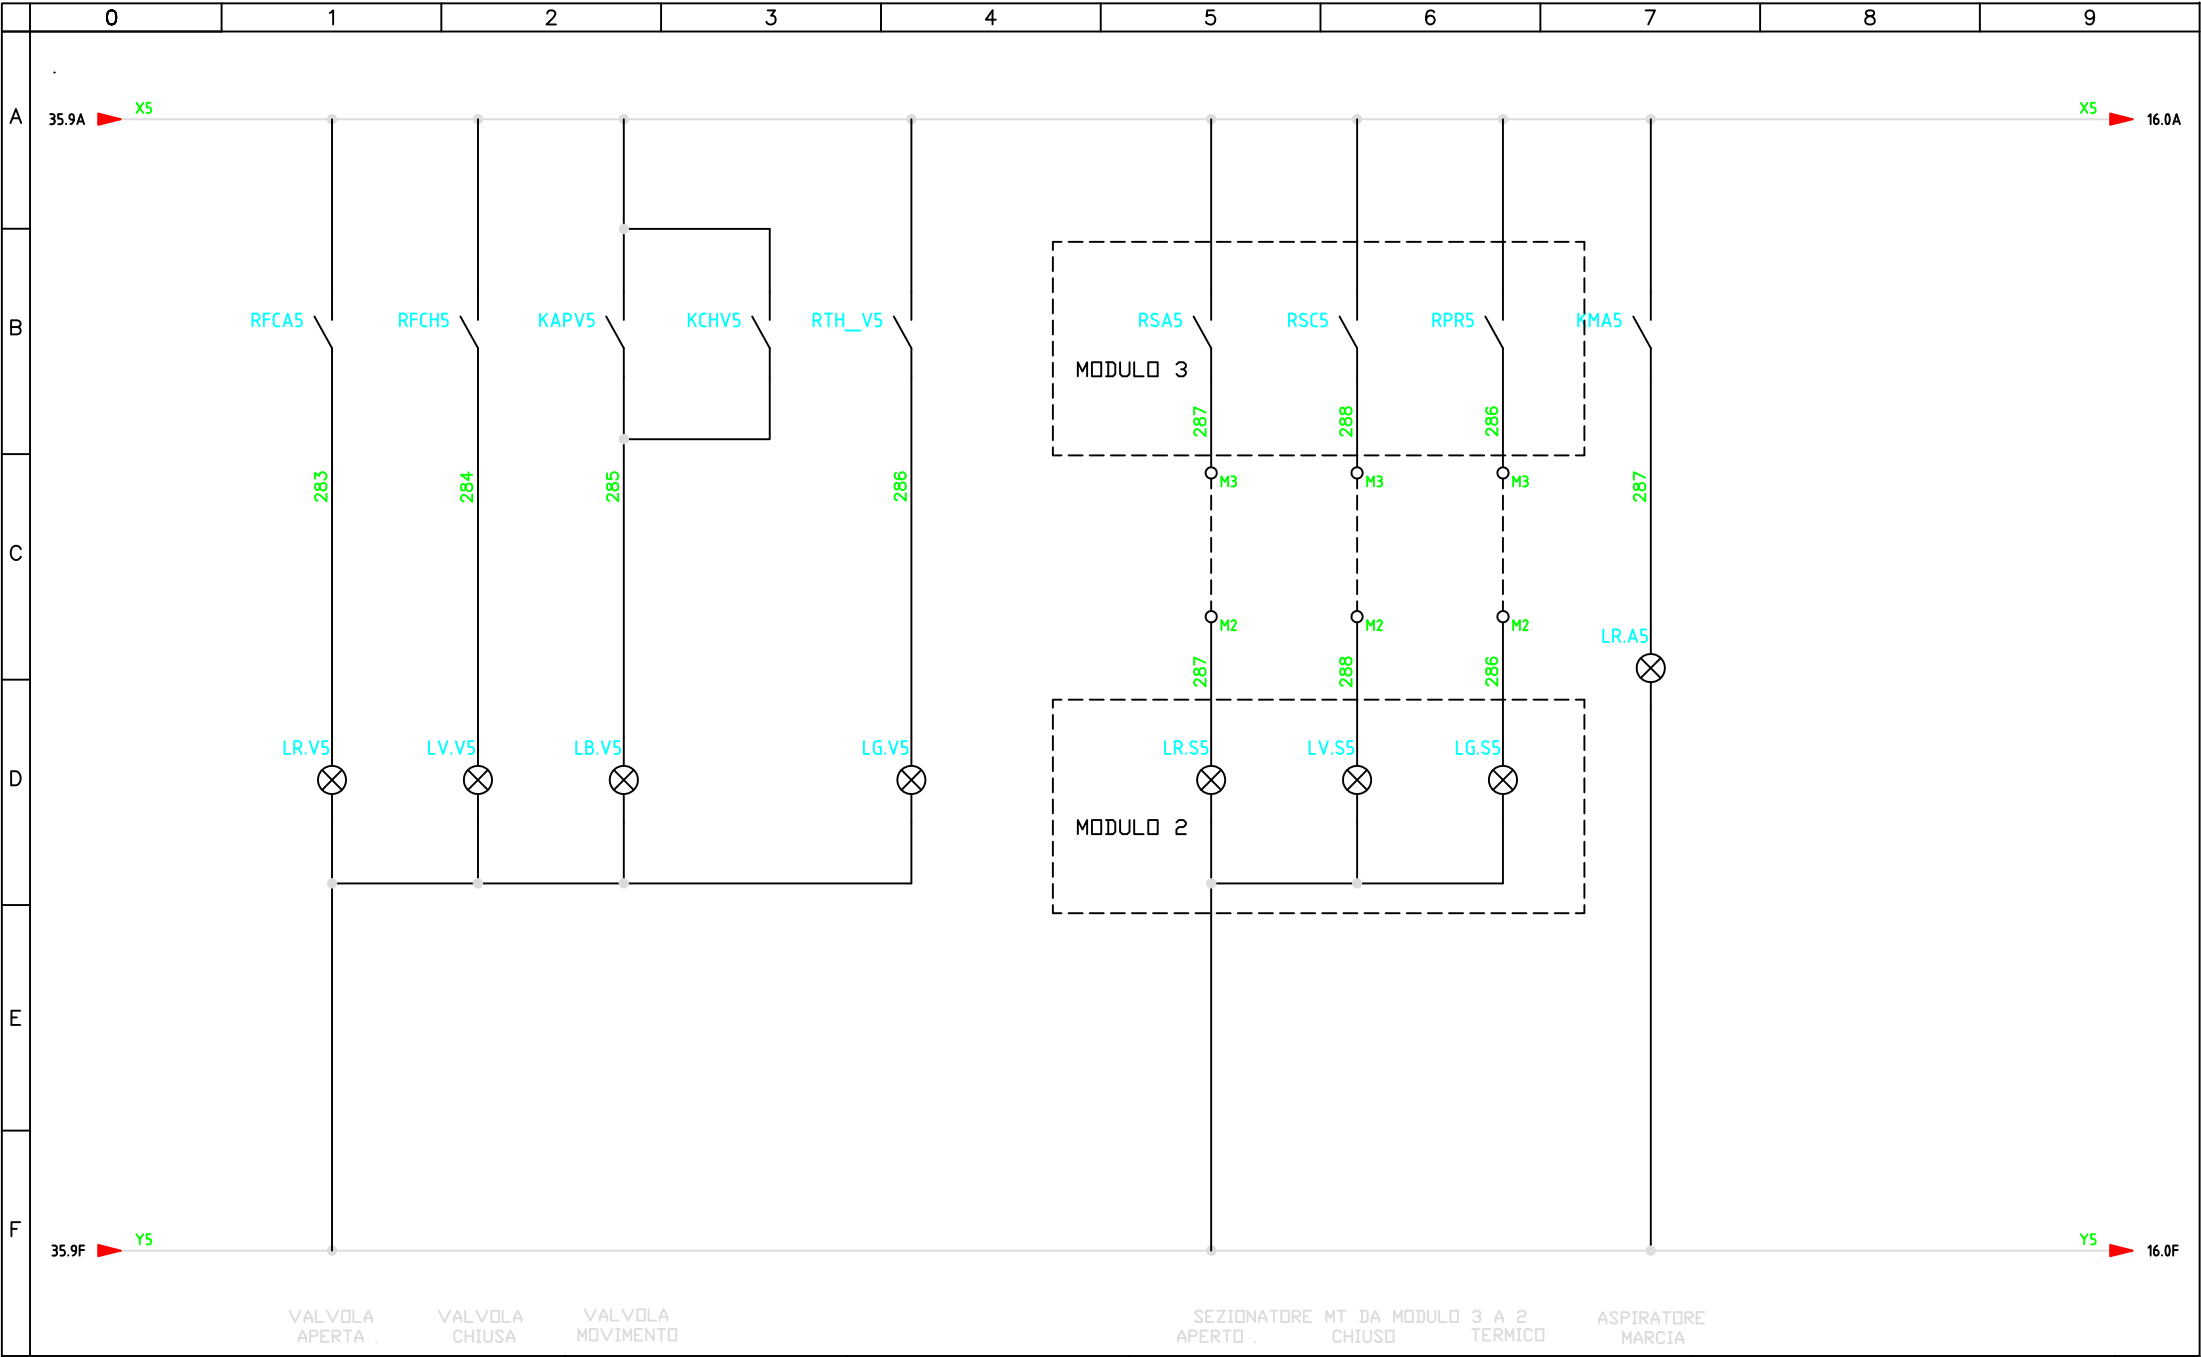 0 1 2 3 4 5 6 7 8 9
A
X5 X5
35.9A 16.0A
B
RFCA5 RFCH5 KAPV5 KCHV5 RTH__V5 RSA5 RSC5 RPR5 KMA5
MODULO 3
287 288 286
283 284 285 286 287
M3 M3 M3
C
M2 M2 M2
LR.A5
287 288 286
LR.V5 LV.V5 LB.V5 LG.V5 LR.S5 LV.S5 LG.S5
D
MODULO 2
E
F
Y5 Y5
35.9F 16.0F
VALVOLA VALVOLA VALVOLA SEZIONATORE MT DA MODULO 3 A 2 ASPIRATORE
APERTA . CHIUSA MOVIMENTO APERTO . CHIUSO TERMICO MARCIA